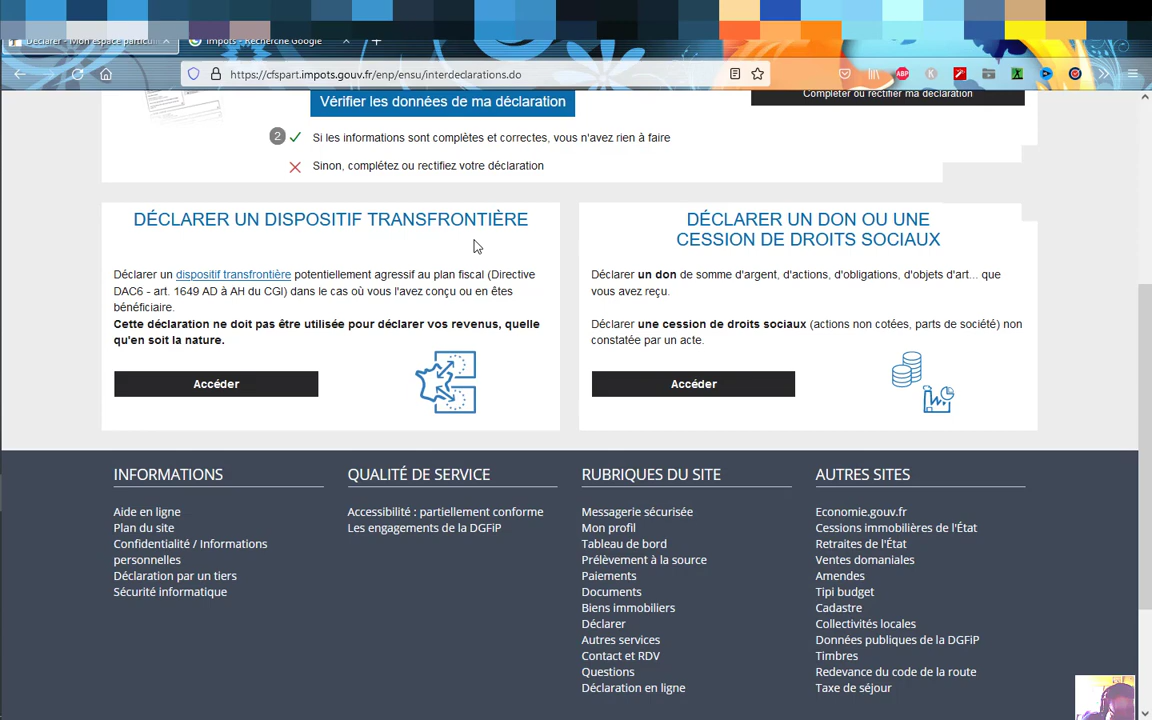 Déclarer - Mon espace particuli
impots - Recherche Google
https://cfspart.impots.gouv.fr/enp/ensu/interdedarations.do
ABP
K
Vérifier les données de ma déclaration
Compléter ou rectifier ma déclaration
2
Si les informations sont complètes et correctes, vous n'avez rien à faire
Sinon, complétez ou rectifiez votre déclaration
DÉCLARER UN DISPOSITIF TRANSFRONTIÈRE
Déclarer un dispositif transfrontière potentiellement agressif au plan fiscal (Directive
DAC6 - art. 1649 AD à AH du CGI) dans le cas où vous l'avez conçu ou en êtes
bénéficiaire.
Cette déclaration ne doit pas être utilisée pour déclarer vos revenus, quelle
qu'en soit la nature.
Accéder
DÉCLARER UN DON OU UNE
CESSION DE DROITS SOCIAUX
Déclarer un don de somme d'argent, d'actions, d'obligations, d'objets d'art... que
vous avez reçu.
Déclarer une cession de droits sociaux (actions non cotées, parts de société) non
constatée par un acte.
Accéder
INFORMATIONS
Aide en ligne
Plan du site
Confidentialité / Informations
personnelles
Déclaration par un tiers
Sécurité informatique
QUALITÉ DE SERVICE
Accessibilité : partiellement conforme
Les engagements de la DGFiP
RUBRIQUES DU SITE
Messagerie sécurisée
Mon profil
Tableau de bord
Prélèvement à la source
Paiements
Documents
Biens immobiliers
Déclarer
Autres services
Contact et RDV
Questions
Déclaration en ligne
AUTRES SITES
Economie.gouv.fr
Cessions immobilières de l'État
Retraites de l'État
Ventes domaniales
Amendes
Tipi budget
Cadastre
Collectivités locales
Données publiques de la DGFiP
Timbres
Redevance du code de la route
Taxe de séjour